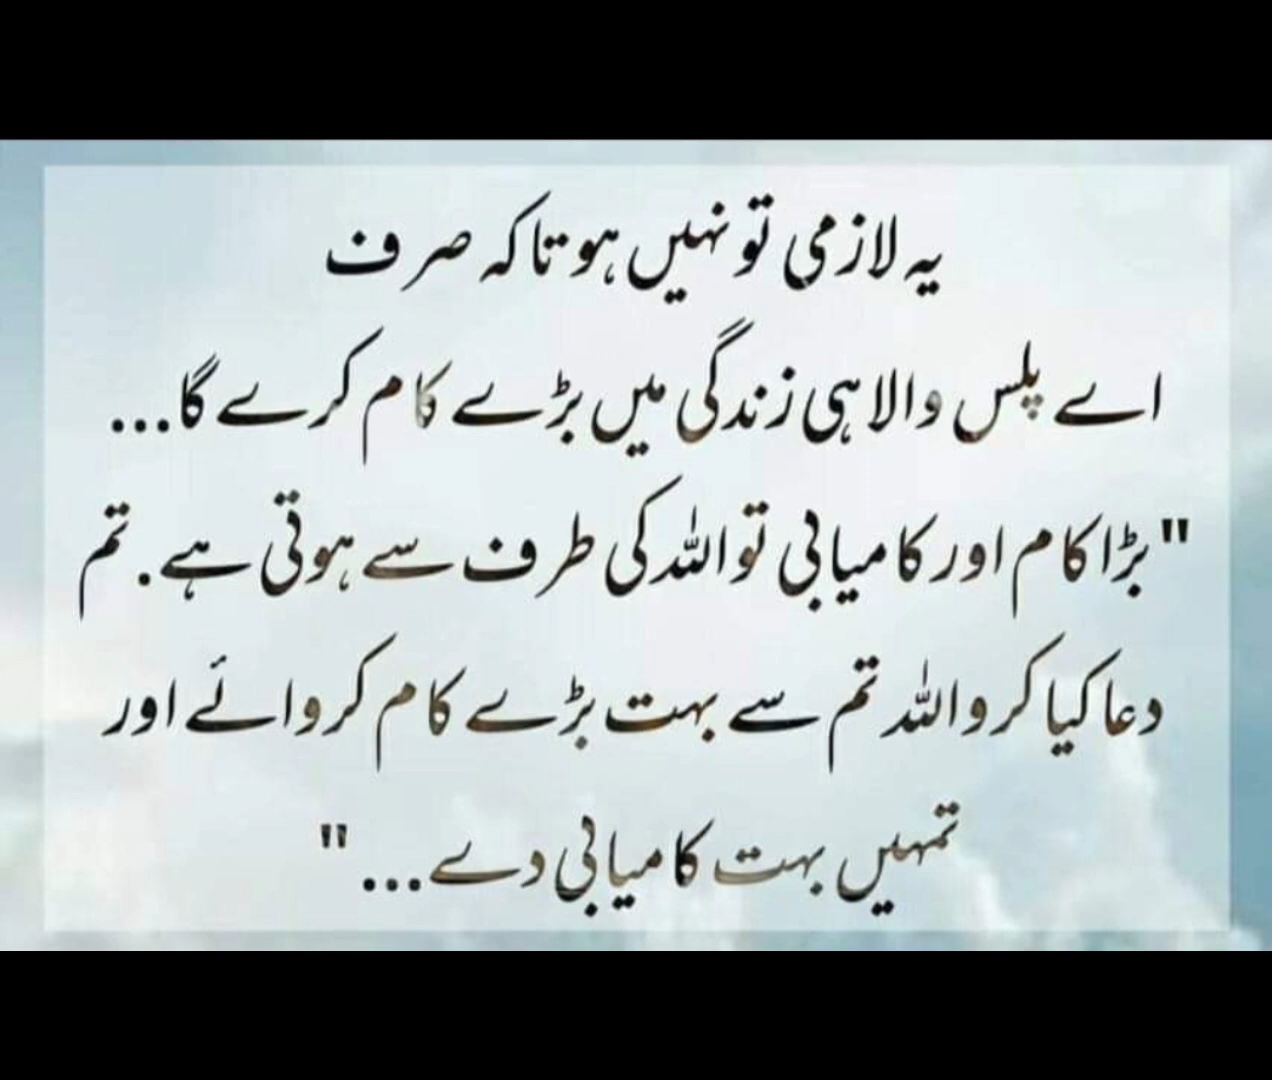 یہ لازمی تو نہیں ہوتا کہ صرف
اے پلس والا ہی زندگی میں بڑے کام کرے گا...
"بڑا کام اور کامیابی تو اللہ کی طرف سے ہوتی ہے. تم
دعا کیا کرو اللہ تم سے بہت بڑے کام کروائے اور
تمہیں بہت کامیابی دے..."